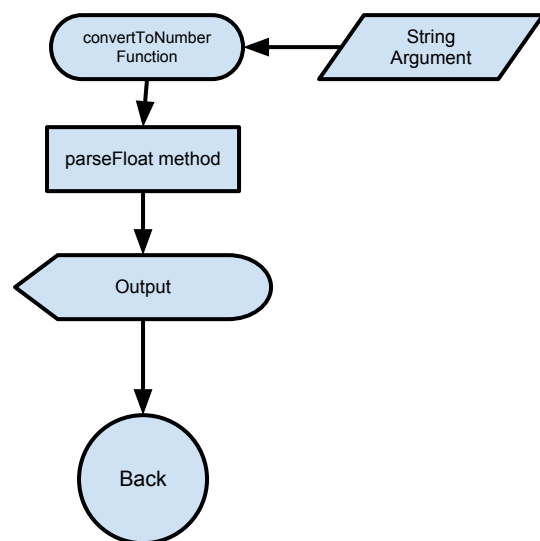 convertToNumber
Function
String
Argument
parseFloat method
Output
Back